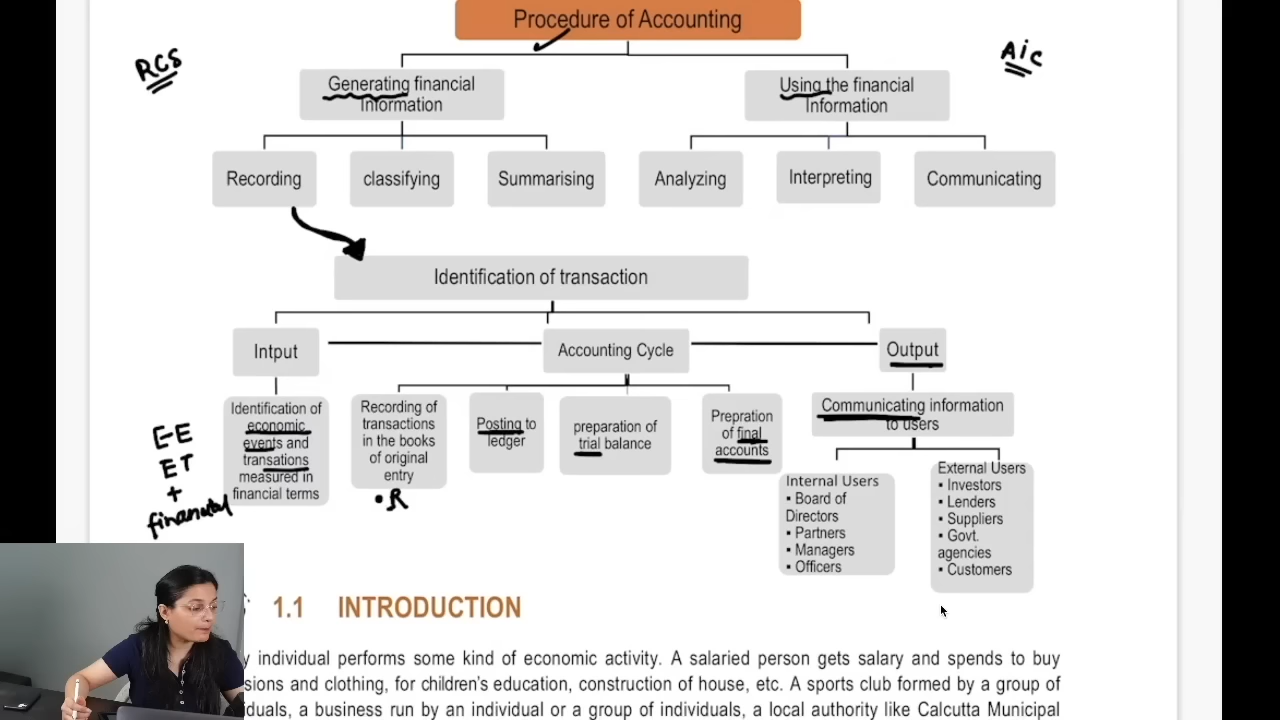 Procedure of Accounting
RCS
AiC
Generating financial
Information
Using the financial
Information
Recording
classifying
Summarising
Analyzing
Interpreting
Communicating
Identification of transaction
Intput
Accounting Cycle
Output
Identification of
economic
events and
transations
measured in
financial terms
Recording of
transactions
in the books
of original
entry
Posting to
ledger
preparation of
trial balance
Prepration
of final
accounts
Communicating information
to users
Internal Users
▪ Board of
Directors
▪ Partners
▪ Managers
▪ Officers
External Users
▪ Investors
▪ Lenders
▪ Suppliers
▪ Govt.
agencies
▪ Customers
E-E
ET
+
financial
• R
1.1 INTRODUCTION
y individual performs some kind of economic activity. A salaried person gets salary and spends to buy
sions and clothing, for children's education, construction of house, etc. A sports club formed by a group of
iduals, a business run by an individual or a group of individuals, a local authority like Calcutta Municipal